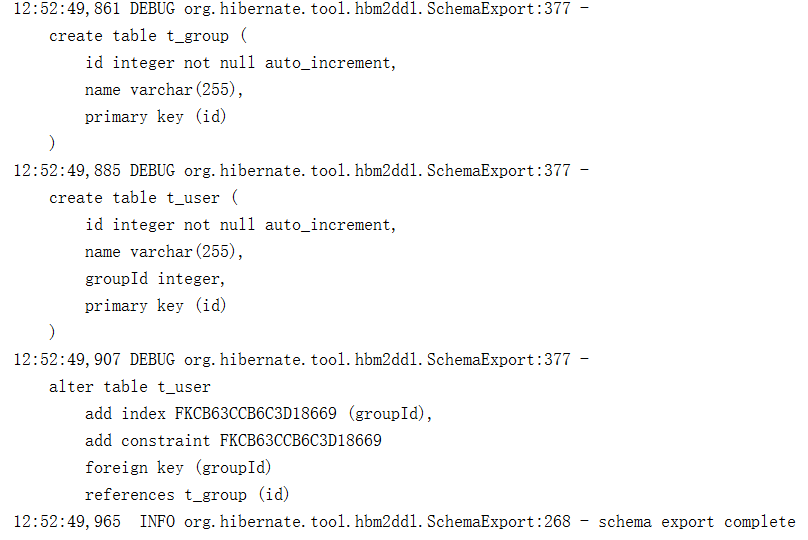 12:52:49,861 DEBUG org.hibernate.tool.hbm2ddl.SchemaExport:377 -
    create table t_group (
        id integer not null auto_increment,
        name varchar(255),
        primary key (id)
    )
12:52:49,885 DEBUG org.hibernate.tool.hbm2ddl.SchemaExport:377 -
    create table t_user (
        id integer not null auto_increment,
        name varchar(255),
        groupId integer,
        primary key (id)
    )
12:52:49,907 DEBUG org.hibernate.tool.hbm2ddl.SchemaExport:377 -
    alter table t_user
        add index FKCB63CCB6C3D18669 (groupId),
        add constraint FKCB63CCB6C3D18669
        foreign key (groupId)
        references t_group (id)
12:52:49,965  INFO org.hibernate.tool.hbm2ddl.SchemaExport:268 - schema export complete